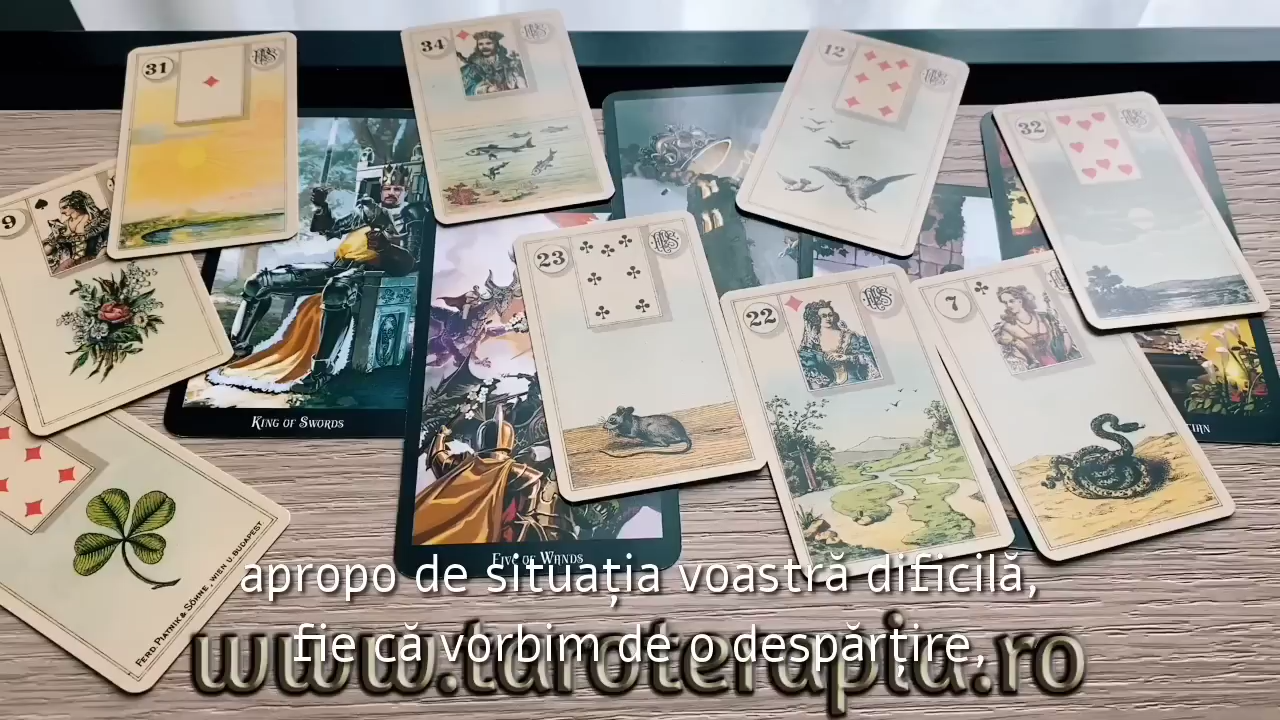 31
34
12
32
9
23
22
7
KING OF SWORDS
FIVE OF WANDS
FERD. PIATNIK & SÖHNE, WIEN U. BUDAPEST
apropo de situația voastră dificilă,
fie că vorbim de o despărțire,
www.taroterapia.ro